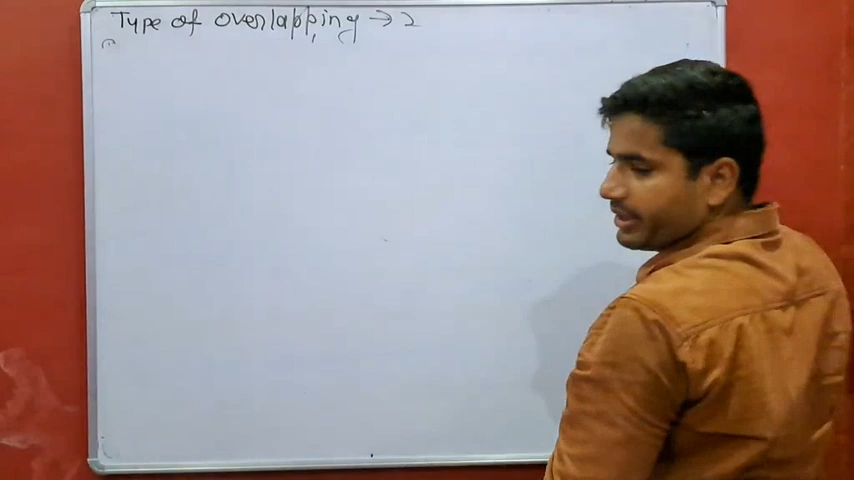 Type of overlapping → 2